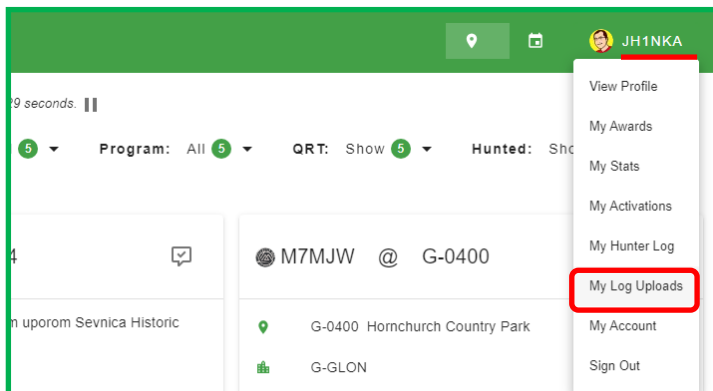 JH1NKA
View Profile
My Awards
My Stats
My Activations
My Hunter Log
My Log Uploads
My Account
Sign Out
29 seconds.
5 Program: All 5 QRT: Show 5 Hunted:
4
M7MJW @ G-0400
uporom Sevnica Historic
G-0400 Hornchurch Country Park
G-GLON